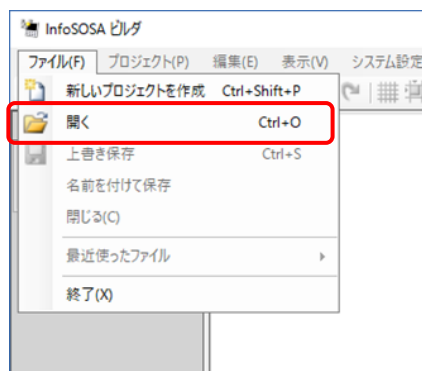 InfoSOSA ビルダ
ファイル(F) プロジェクト(P) 編集(E) 表示(V) システム設定
新しいプロジェクトを作成 Ctrl+Shift+P
開く Ctrl+O
上書き保存 Ctrl+S
名前を付けて保存
閉じる(C)
最近使ったファイル
終了(X)